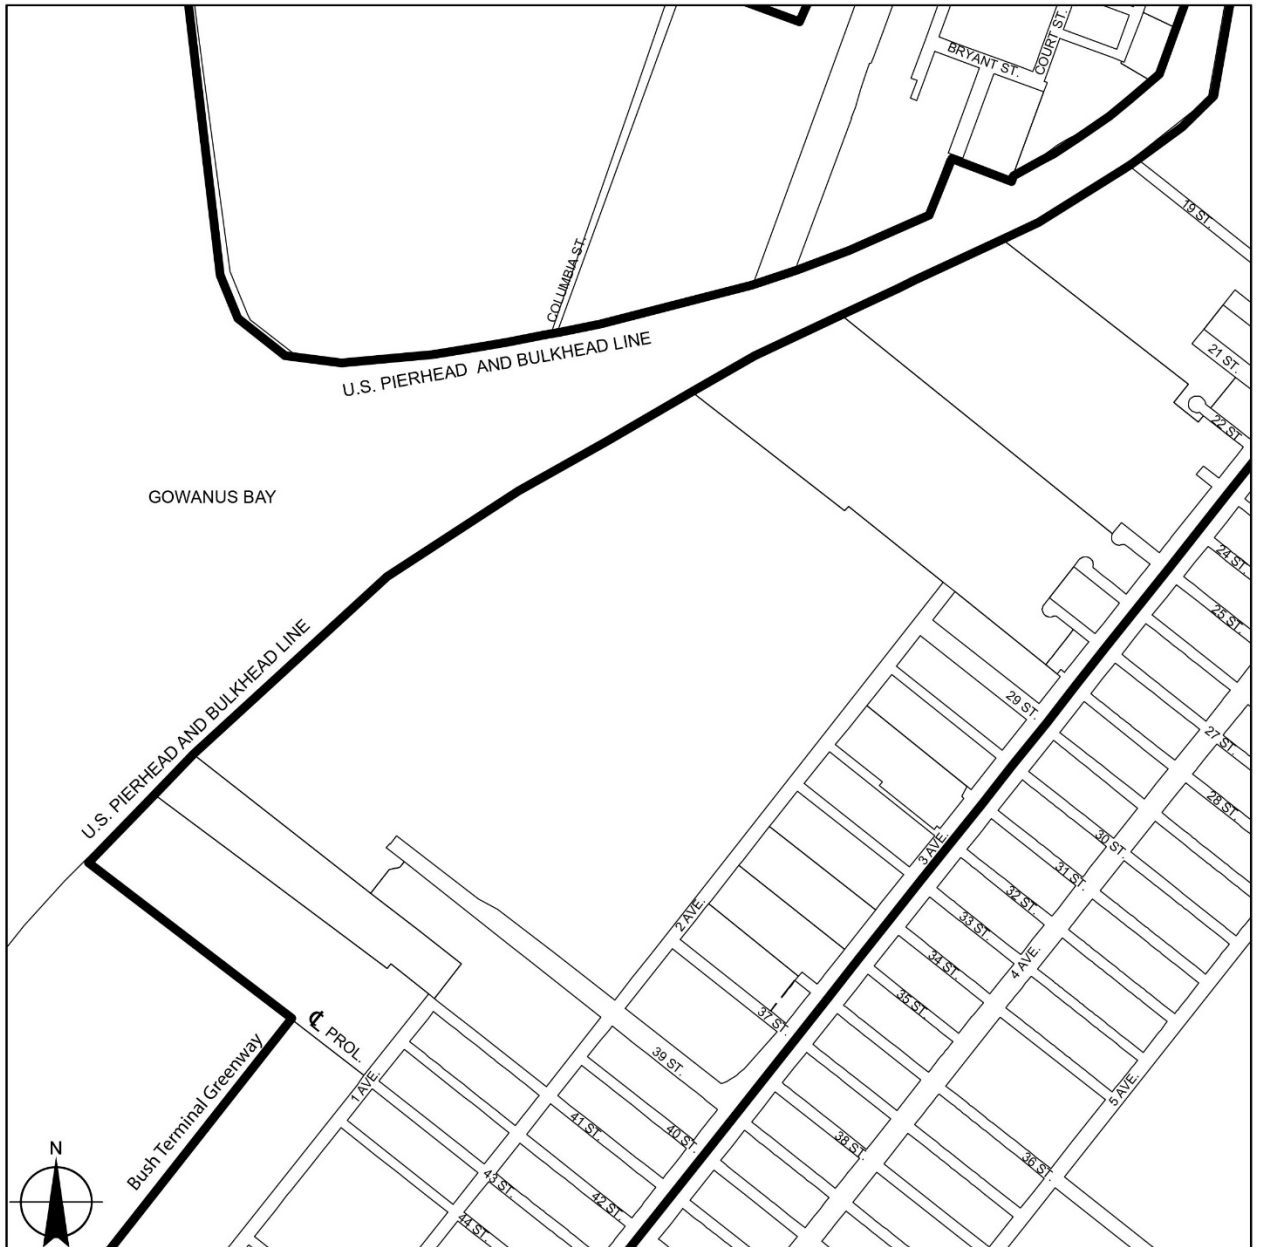 BRYANT ST.
COURT ST.
19 ST.
COLUMBIA ST.
21 ST.
U.S. PIERHEAD AND BULKHEAD LINE
22 ST.
GOWANUS BAY
24 ST.
25 ST.
U.S. PIERHEAD AND BULKHEAD LINE
29 ST.
27 ST.
28 ST.
30 ST.
3 AVE.
31 ST.
32 ST.
2 AVE.
33 ST.
34 ST.
4 AVE.
35 ST.
37 ST.
℄ PROL.
39 ST.
Bush Terminal Greenway
1 AVE.
5 AVE.
41 ST.
40 ST.
38 ST.
N
36 ST.
43 ST.
42 ST.
44 ST.